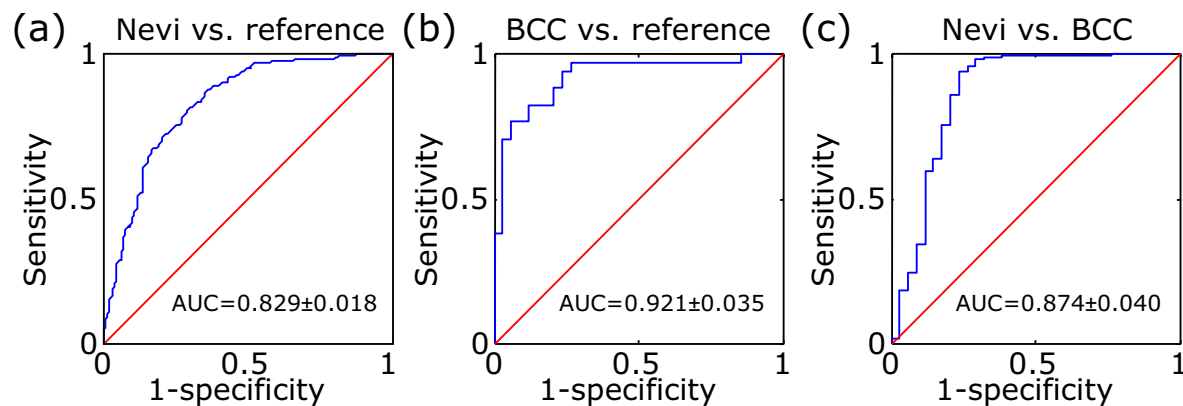 (a) Nevi vs. reference
1
Sensitivity
0.5
AUC=0.829±0.018
0
0 0.5 1
1-specificity
(b) BCC vs. reference
1
Sensitivity
0.5
AUC=0.921±0.035
0
0 0.5 1
1-specificity
(c) Nevi vs. BCC
1
Sensitivity
0.5
AUC=0.874±0.040
0
0 0.5 1
1-specificity